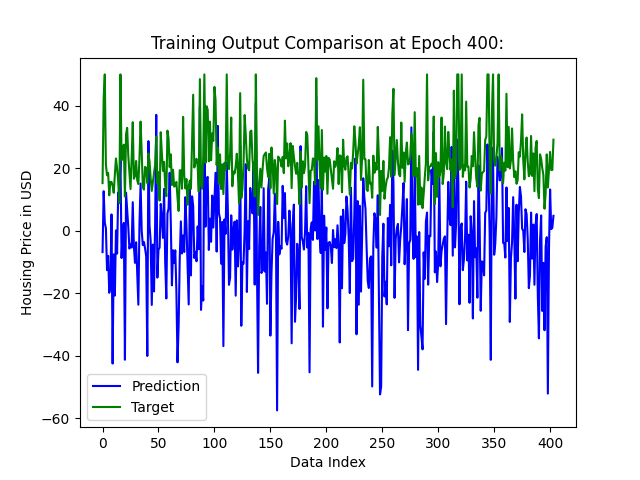 Training Output Comparison at Epoch 400:
Housing Price in USD
40
20
0
−20
−40
−60
Prediction
Target
0 50 100 150 200 250 300 350 400
Data Index